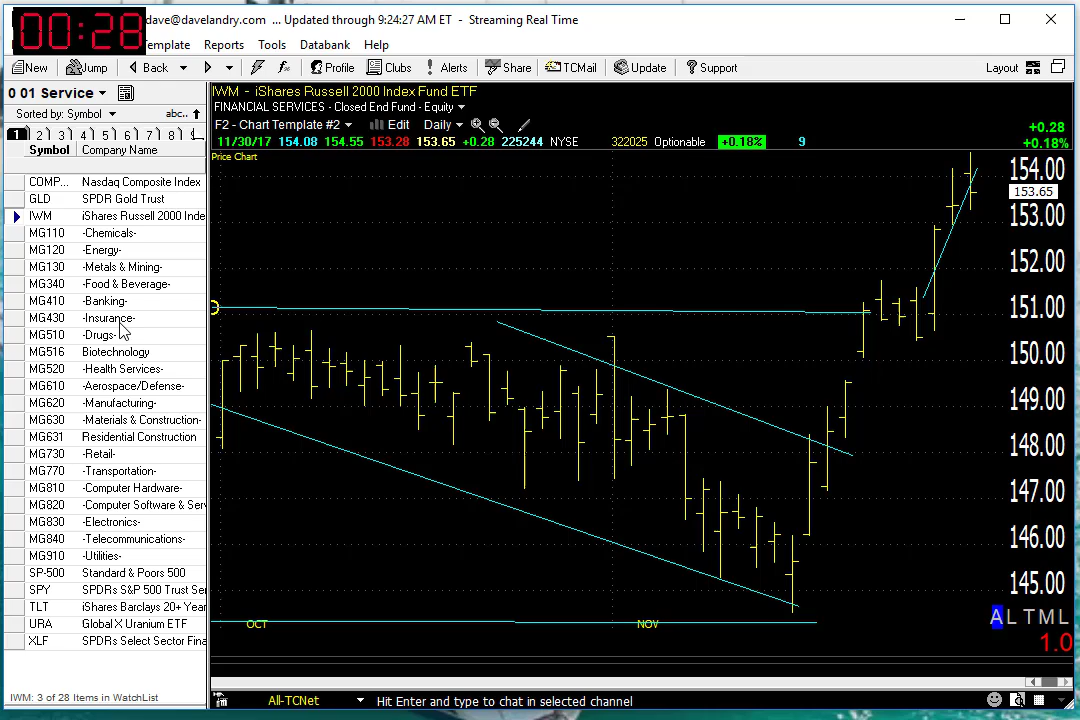 00:28
dave@davelandry.com ... Updated through 9:24:27 AM ET - Streaming Real Time
emplate Reports Tools Databank Help
New Jump Back Profile Clubs Alerts Share TCMail Update Support Layout
0 01 Service
Sorted by: Symbol abc..
1 2 3 4 5 6 7 8
Symbol Company Name
COMP... Nasdaq Composite Index
GLD SPDR Gold Trust
IWM iShares Russell 2000 Inde
MG110 -Chemicals-
MG120 -Energy-
MG130 -Metals & Mining-
MG340 -Food & Beverage-
MG410 -Banking-
MG430 -Insurance-
MG510 -Drugs-
MG516 Biotechnology
MG520 -Health Services-
MG610 -Aerospace/Defense-
MG620 -Manufacturing-
MG630 -Materials & Construction-
MG631 Residential Construction
MG730 -Retail-
MG770 -Transportation-
MG810 -Computer Hardware-
MG820 -Computer Software & Serv
MG830 -Electronics-
MG840 -Telecommunications-
MG910 -Utilities-
SP-500 Standard & Poors 500
SPY SPDRs S&P 500 Trust Ser
TLT iShares Barclays 20+ Year
URA Global X Uranium ETF
XLF SPDRs Select Sector Fina
IWM: 3 of 28 Items in WatchList
IWM - iShares Russell 2000 Index Fund ETF
FINANCIAL SERVICES - Closed End Fund - Equity
F2 - Chart Template #2 Edit Daily
11/30/17 154.08 154.55 153.28 153.65 +0.28 225244 NYSE 322025 Optionable +0.18% 9
+0.28
+0.18%
Price Chart
154.00
153.65
153.00
152.00
151.00
150.00
149.00
148.00
147.00
146.00
145.00
OCT NOV
A L T M L
1.0
All-TCNet Hit Enter to chat in selected channel